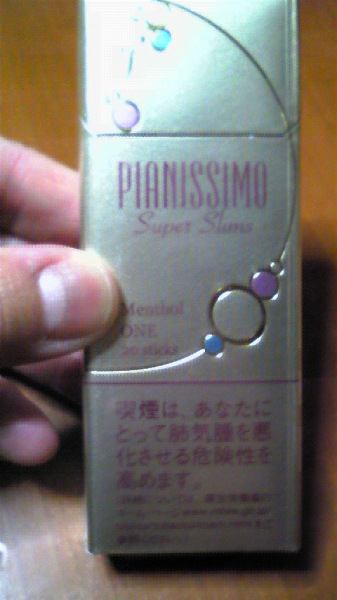 PIANISSIMO
Super Slims
Menthol
ONE
20 sticks
喫煙は、あなたに
とって肺気腫を悪
化させる危険性を
高めます。